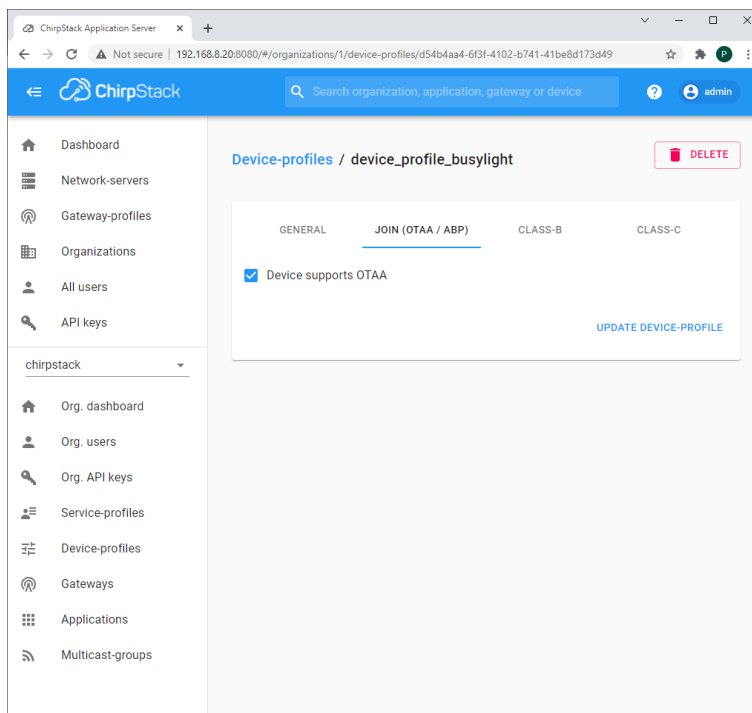 ChirpStack Application Server
Not secure
192.168.8.20:8080/#/organizations/1/device-profiles/d54b4aa4-6f3f-4102-b741-41be8d173d49
P
ChirpStack
Search organization, application, gateway or device
?
admin
Dashboard
Network-servers
Gateway-profiles
Organizations
All users
API keys
chirpstack
Org. dashboard
Org. users
Org. API keys
Service-profiles
Device-profiles
Gateways
Applications
Multicast-groups
Device-profiles / device_profile_busylight
DELETE
GENERAL JOIN (OTAA / ABP) CLASS-B CLASS-C
Device supports OTAA
UPDATE DEVICE-PROFILE